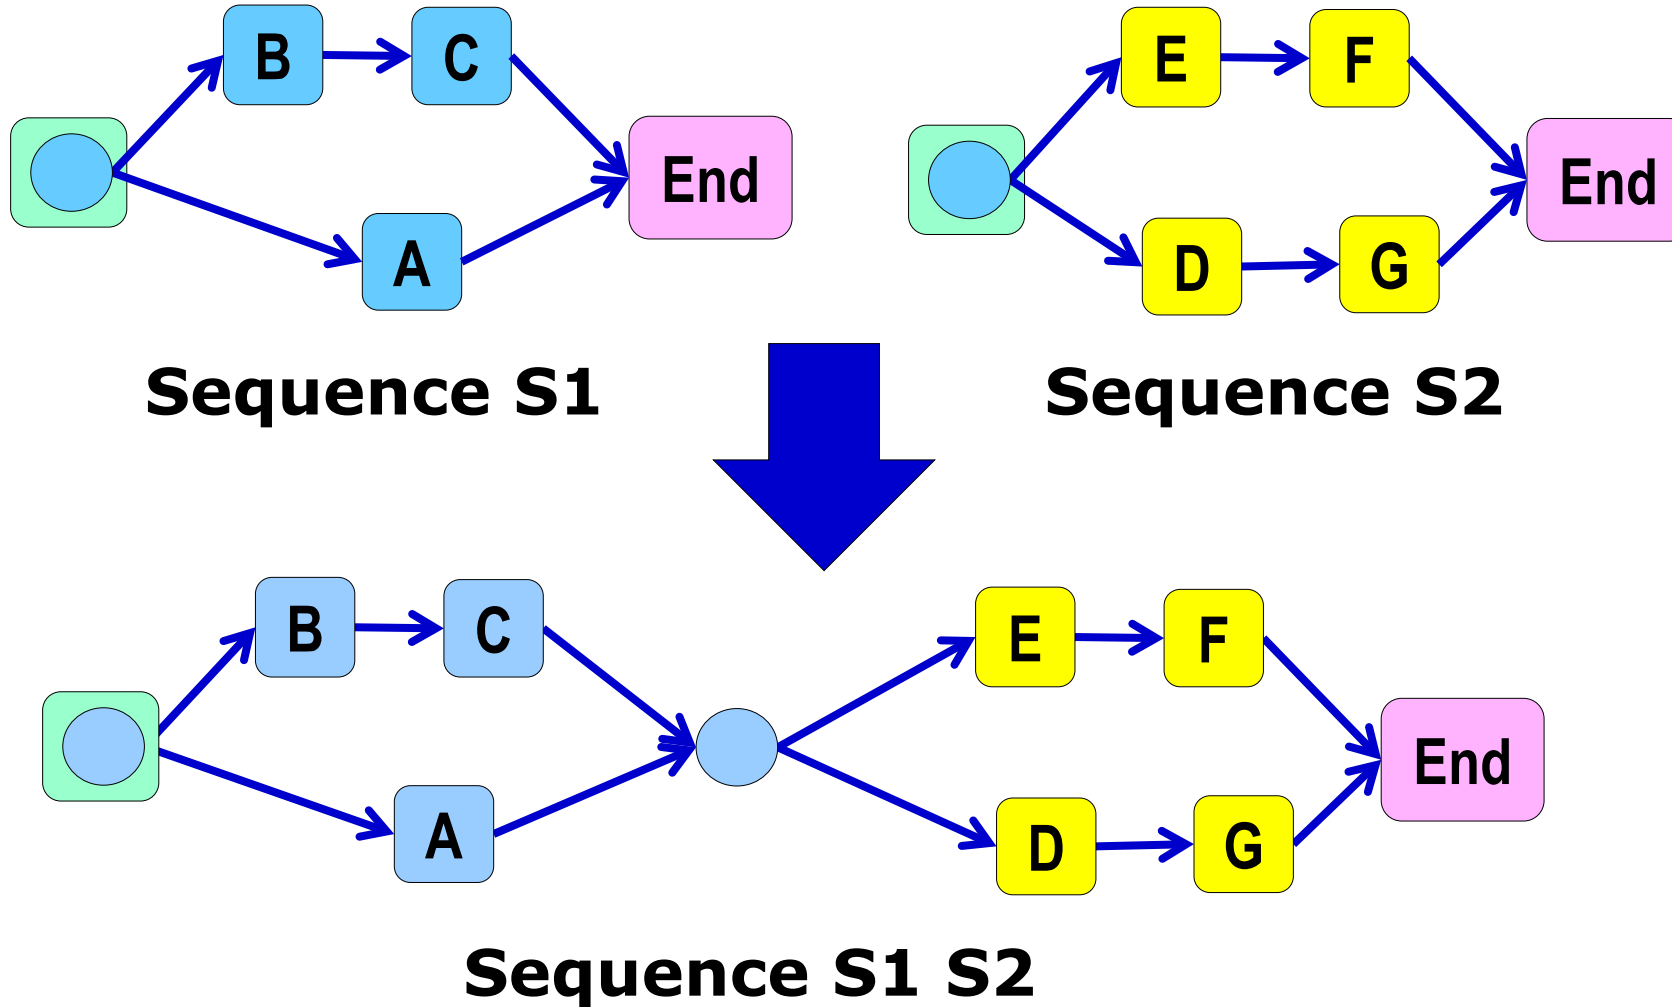 B
C
E
F
End
End
A
D
G
Sequence S1
Sequence S2
B
C
E
F
End
A
D
G
Sequence S1 S2